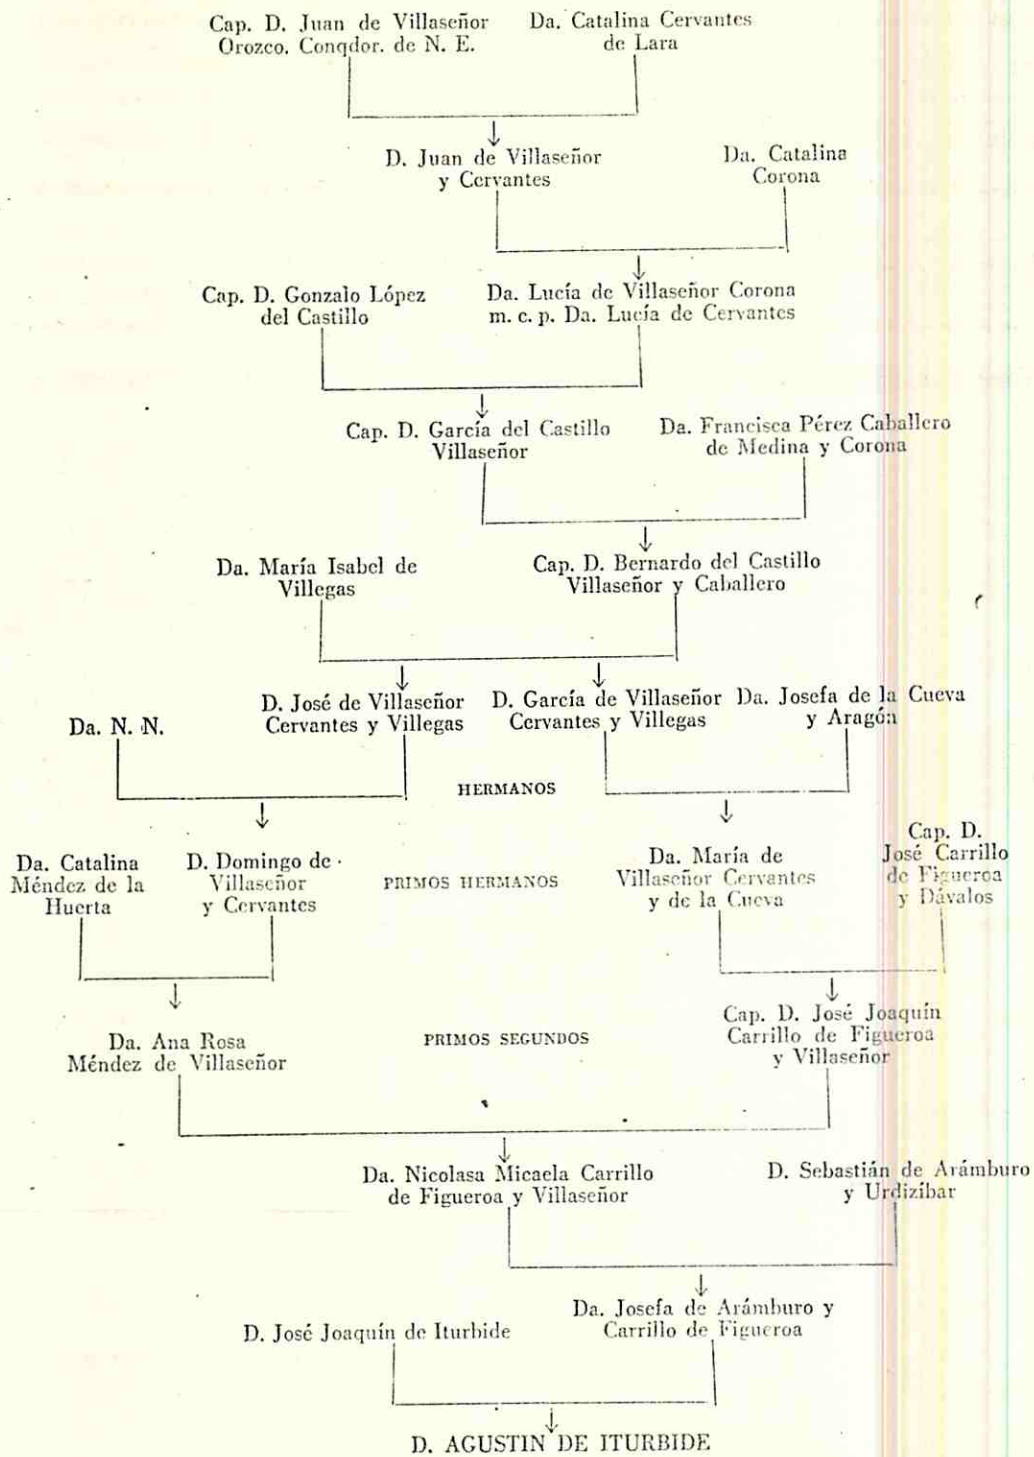 Cap. D. Juan de Villaseñor
Orozco. Conqdor. de N. E.
Da. Catalina Cervantes
de Lara
D. Juan de Villaseñor
y Cervantes
Da. Catalina
Corona
Cap. D. Gonzalo López
del Castillo
Da. Lucía de Villaseñor Corona
m. c. p. Da. Lucía de Cervantes
Cap. D. García del Castillo
Villaseñor
Da. Francisca Pérez Caballero
de Medina y Corona
Da. María Isabel de
Villegas
Cap. D. Bernardo del Castillo
Villaseñor y Caballero
Da. N. N.
D. José de Villaseñor
Cervantes y Villegas
D. García de Villaseñor
Cervantes y Villegas
Da. Josefa de la Cueva
y Aragón
HERMANOS
Da. Catalina
Méndez de la
Huerta
D. Domingo de
Villaseñor
y Cervantes
PRIMOS HERMANOS
Da. María de
Villaseñor Cervantes
y de la Cueva
Cap. D.
José Carrillo
de Figueroa
y Dávalos
Da. Ana Rosa
Méndez de Villaseñor
PRIMOS SEGUNDOS
Cap. D. José Joaquín
Carrillo de Figueroa
y Villaseñor
Da. Nicolasa Micaela Carrillo
de Figueroa y Villaseñor
D. Sebastián de Arámburo
y Urdizíbar
D. José Joaquín de Iturbide
Da. Josefa de Arámburo y
Carrillo de Figueroa
D. AGUSTIN DE ITURBIDE